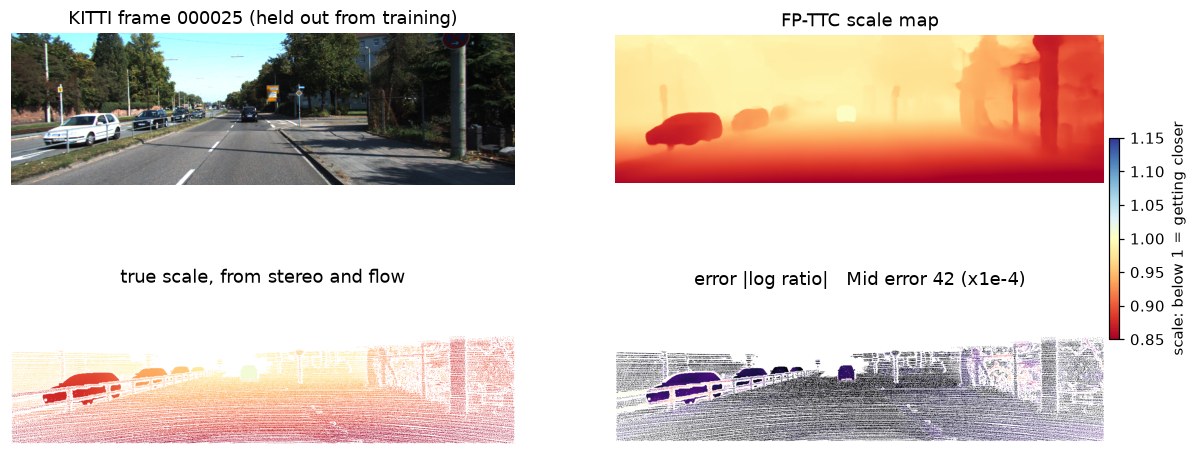 KITTI frame 000025 (held out from training)
FP-TTC scale map
true scale, from stereo and flow
error |log ratio|   Mid error 42 (x1e-4)
1.15
1.10
1.05
1.00
0.95
0.90
0.85
scale: below 1 = getting closer